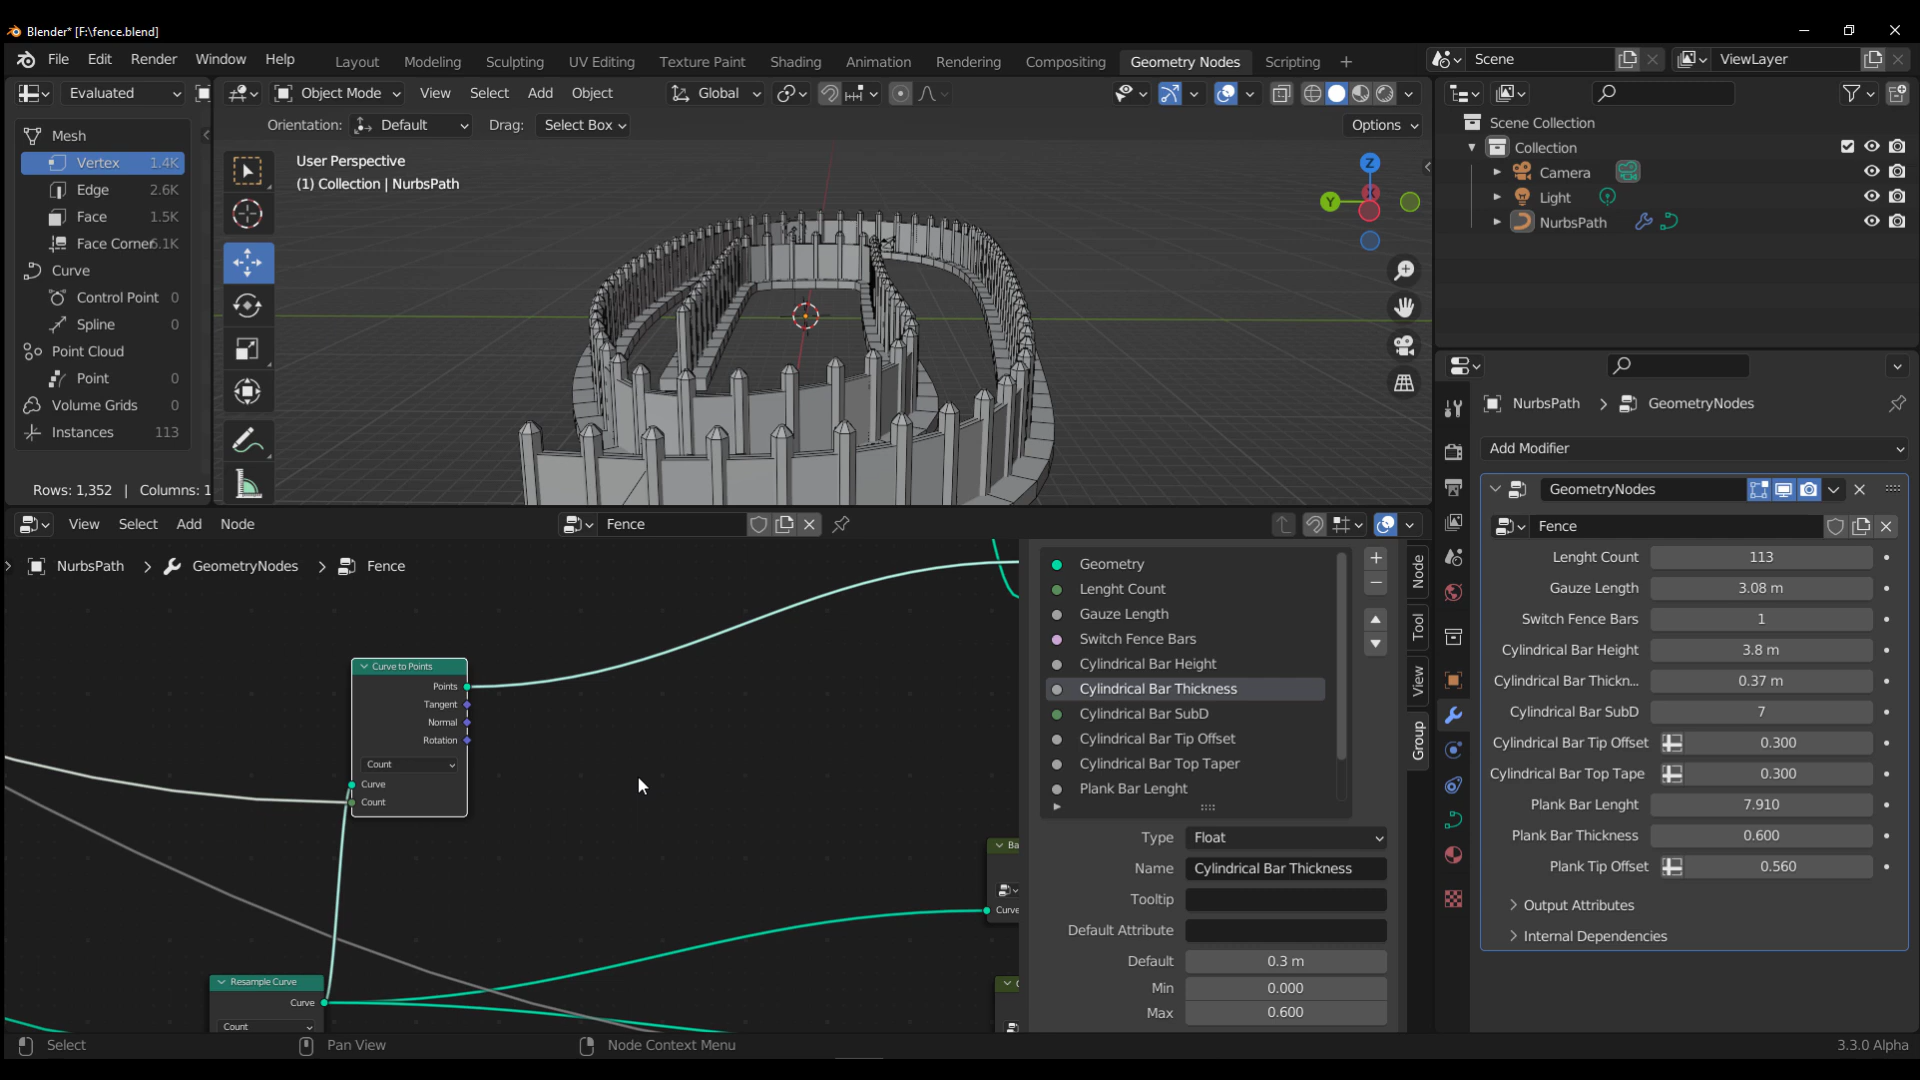 Blender* [F:\fence.blend]
File Edit Render Window Help Layout Modeling Sculpting UV Editing Texture Paint Shading Animation Rendering Compositing Geometry Nodes Scripting + Scene ViewLayer
Evaluated Object Mode View Select Add Object Global
Orientation: Default Drag: Select Box Options
Mesh
Vertex 1.4K
Edge 2.6K
Face 1.5K
Face Corner 5.1K
Curve
Control Point 0
Spline 0
Point Cloud
Point 0
Volume Grids 0
Instances 113
Rows: 1,352 | Columns: 1
User Perspective
(1) Collection | NurbsPath
Z
X
Y
Scene Collection
Collection
Camera
Light
NurbsPath
NurbsPath > GeometryNodes
Add Modifier
GeometryNodes
Fence
Lenght Count 113
Gauze Length 3.08 m
Switch Fence Bars 1
Cylindrical Bar Height 3.8 m
Cylindrical Bar Thickn... 0.37 m
Cylindrical Bar SubD 7
Cylindrical Bar Tip Offset 0.300
Cylindrical Bar Top Tape 0.300
Plank Bar Lenght 7.910
Plank Bar Thickness 0.600
Plank Tip Offset 0.560
Output Attributes
Internal Dependencies
View Select Add Node Fence
NurbsPath > GeometryNodes > Fence
Curve to Points
Points
Tangent
Normal
Rotation
Count
Curve
Count
Resample Curve
Curve
Count
Ba
Curve
Geometry
Lenght Count
Gauze Length
Switch Fence Bars
Cylindrical Bar Height
Cylindrical Bar Thickness
Cylindrical Bar SubD
Cylindrical Bar Tip Offset
Cylindrical Bar Top Taper
Plank Bar Lenght
Type Float
Name Cylindrical Bar Thickness
Tooltip
Default Attribute
Default 0.3 m
Min 0.000
Max 0.600
Node
Tool
View
Group
Select Pan View Node Context Menu 3.3.0 Alpha